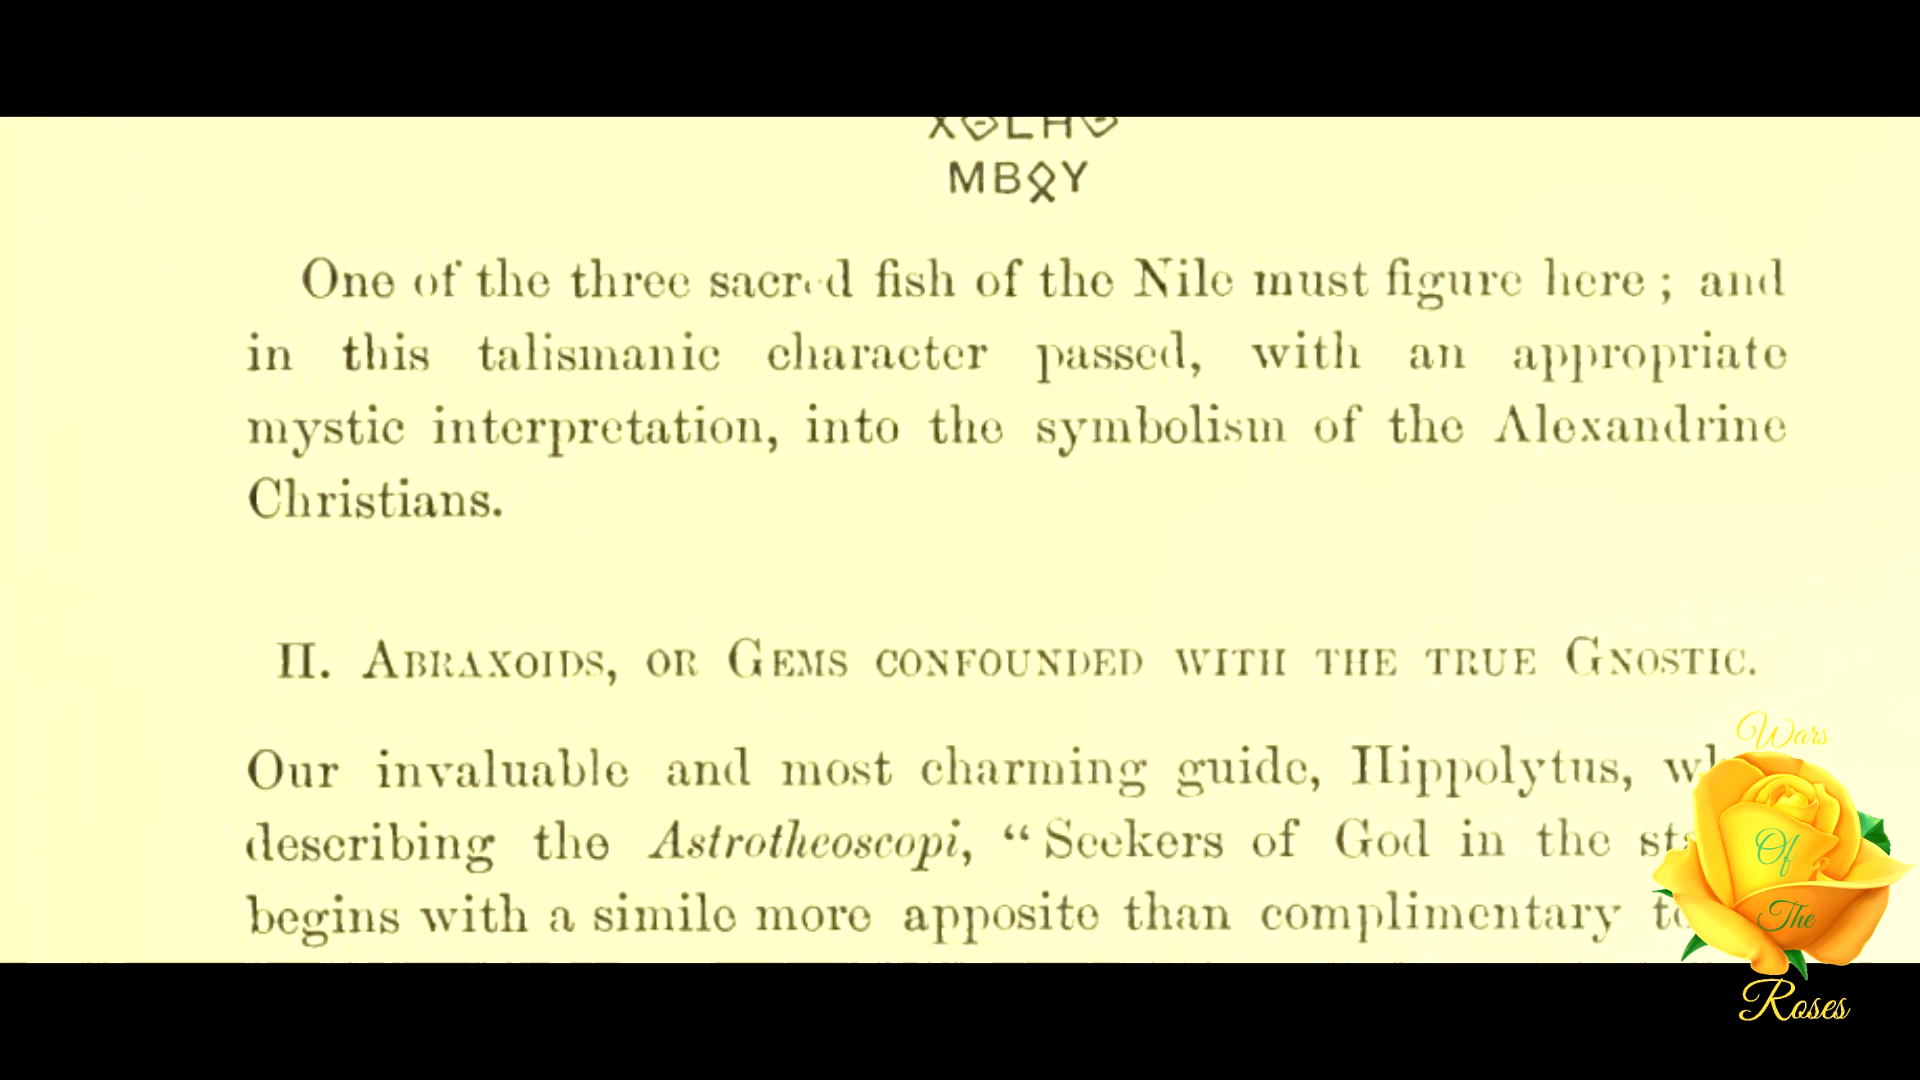 MB
One of the three sacred fish of the Nile must figure here; and
in this talismanic character passed, with an appropriate
mystic interpretation, into the symbolism of the Alexandrine
Christians.
II. ABRAXOIDS, OR GEMS CONFOUNDED WITH THE TRUE GNOSTIC.
Our invaluable and most charming guide, Hippolytus,
describing the Astrotheoscopi, "Seekers of God in the
begins with a simile more apposite than complimentary
Wars
Of
The
Roses